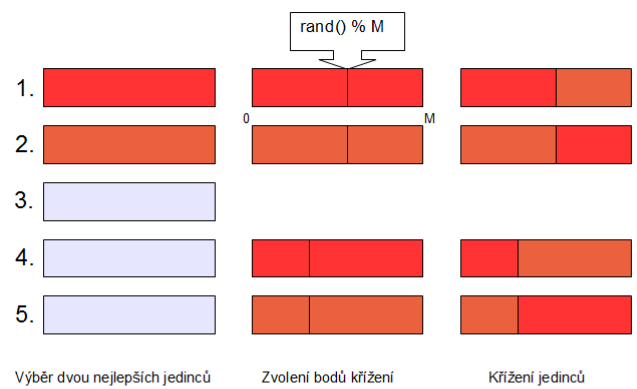 rand() % M
1.
0
M
2.
3.
4.
5.
Výběr dvou nejlepších jedinců
Zvolení bodů křížení
Křížení jedinců